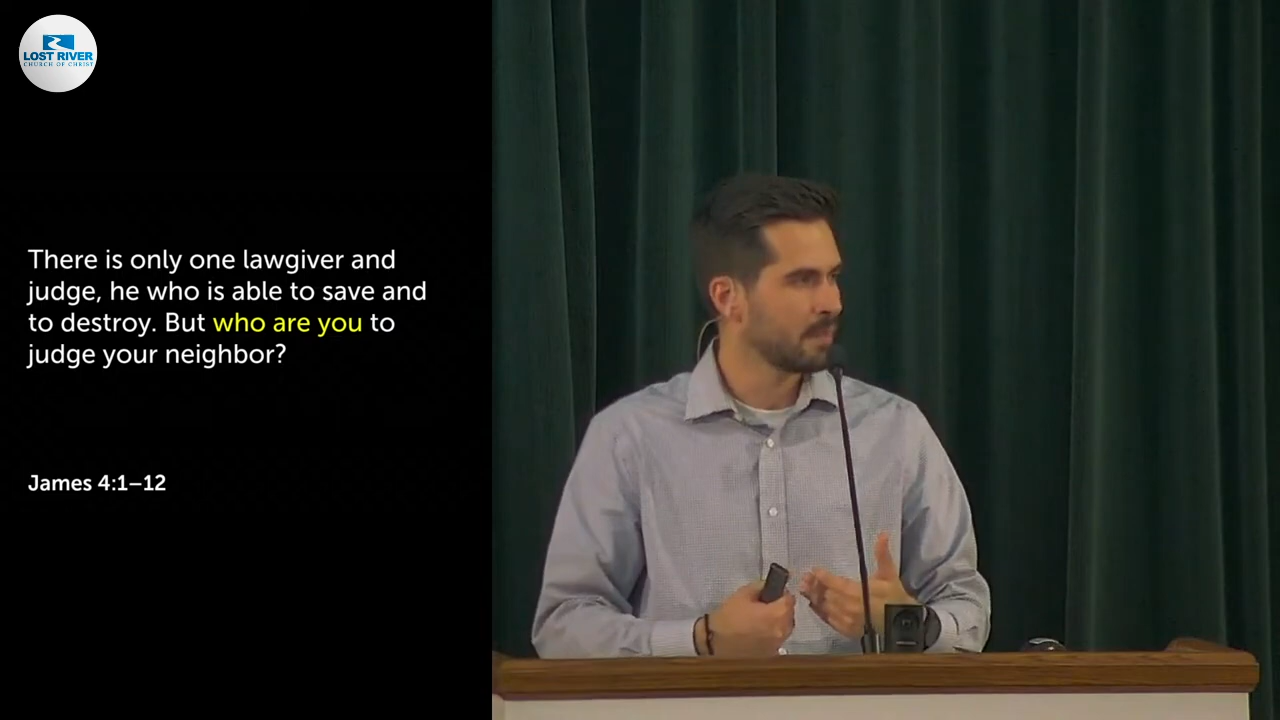 LOST RIVER
CHURCH OF CHRIST
There is only one lawgiver and
judge, he who is able to save and
to destroy. But who are you to
judge your neighbor?
James 4:1–12